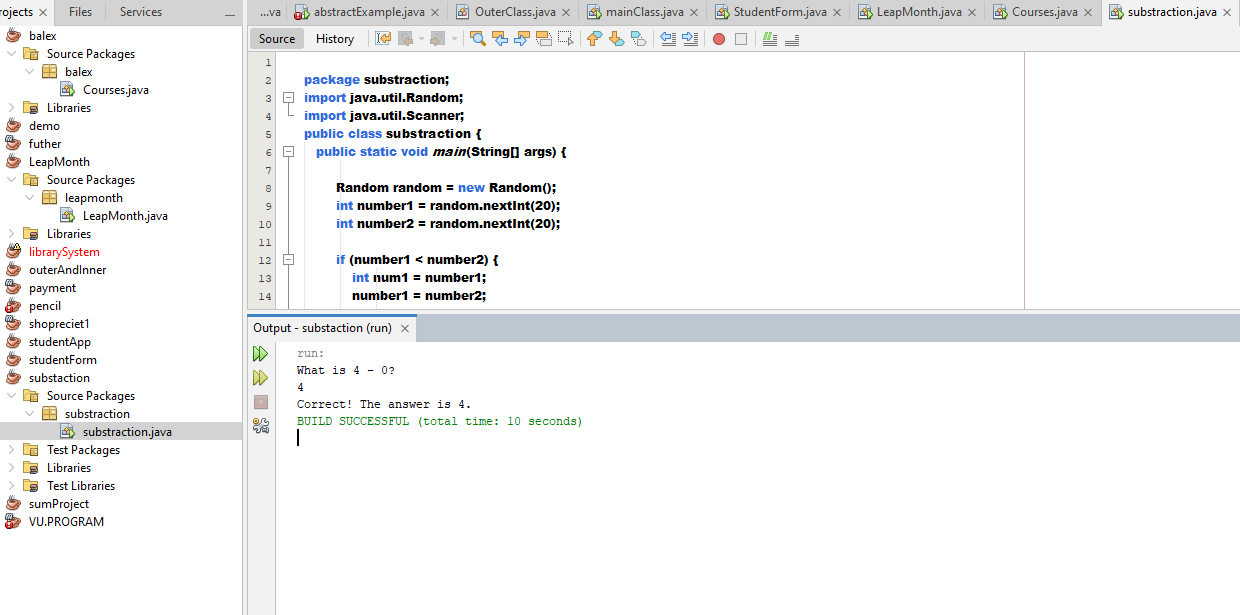 rojects
Files
Services
balex
Source Packages
balex
Courses.java
Libraries
demo
futher
LeapMonth
Source Packages
leapmonth
LeapMonth.java
Libraries
librarySystem
outerAndInner
payment
pencil
shopreciet1
studentApp
studentForm
substaction
Source Packages
substraction
substraction.java
Test Packages
Libraries
Test Libraries
sumProject
VU.PROGRAM
...va
abstractExample.java
OuterClass.java
mainClass.java
StudentForm.java
LeapMonth.java
Courses.java
substraction.java
Source
History
1
2 package substraction;
3 import java.util.Random;
4 import java.util.Scanner;
5 public class substraction {
6 public static void main(String[] args) {
7
8 Random random = new Random();
9 int number1 = random.nextInt(20);
10 int number2 = random.nextInt(20);
11
12 if (number1 < number2) {
13 int num1 = number1;
14 number1 = number2;
Output - substaction (run)
run:
What is 4 - 0?
4
Correct! The answer is 4.
BUILD SUCCESSFUL (total time: 10 seconds)